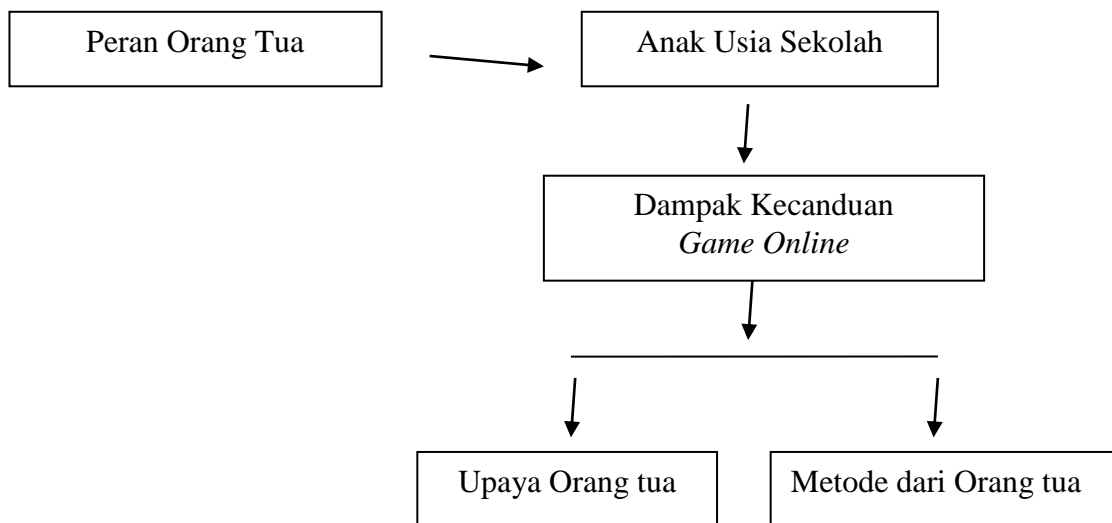 Peran Orang Tua
Anak Usia Sekolah
Dampak Kecanduan
Game Online
Upaya Orang tua
Metode dari Orang tua